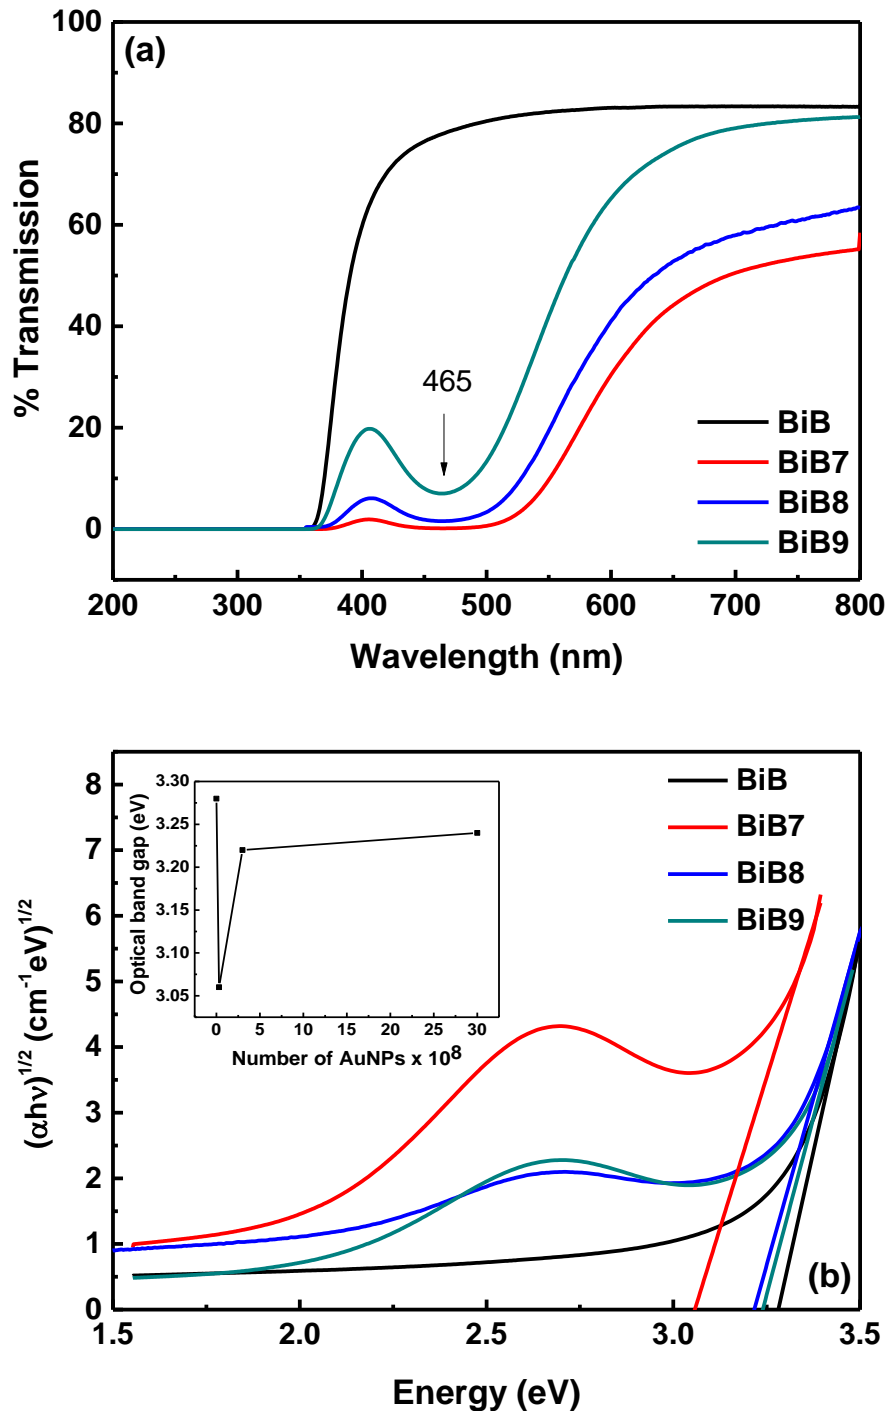 (a)
100
80
60
40
20
0
% Transmission
465
BiB
BiB7
BiB8
BiB9
200 300 400 500 600 700 800
Wavelength (nm)
8
7
6
5
4
3
2
1
0
(αhν)1/2 (cm-1eV)1/2
3.30
3.25
3.20
3.15
3.10
3.05
Optical band gap (eV)
0 5 10 15 20 25 30
Number of AuNPs x 10^8
BiB
BiB7
BiB8
BiB9
(b)
1.5 2.0 2.5 3.0 3.5
Energy (eV)